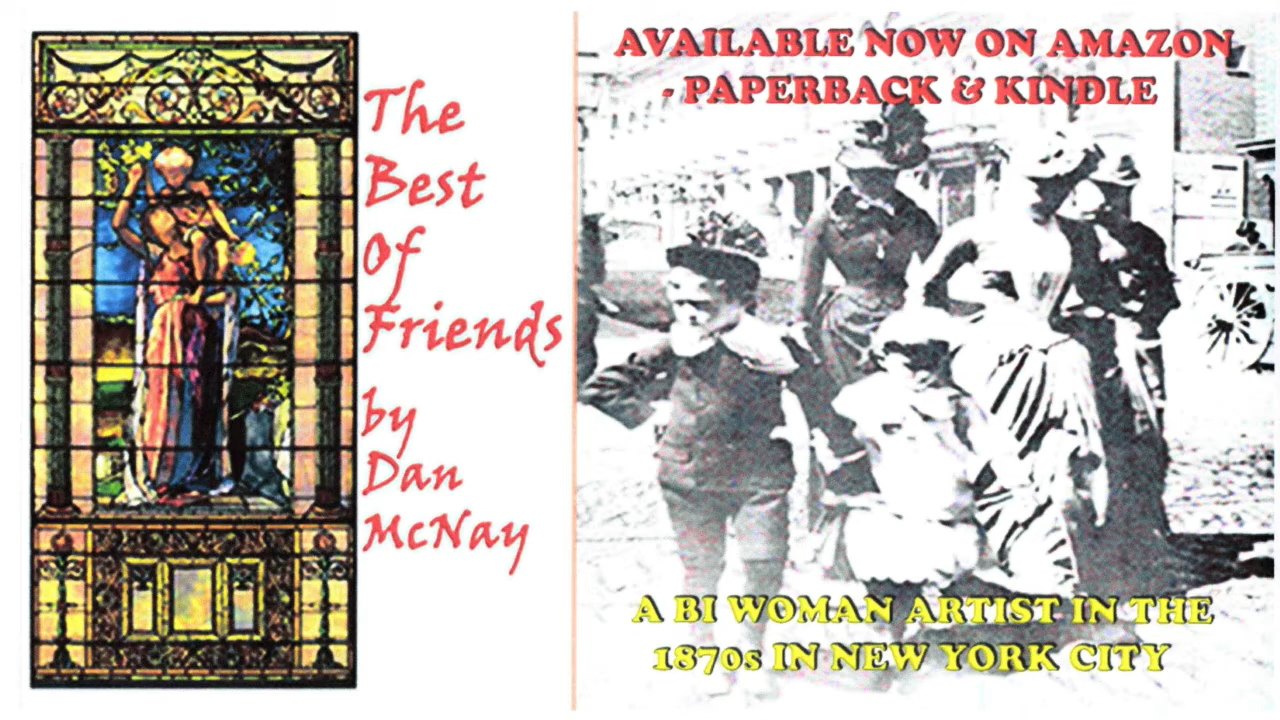 The
Best
Of
Friends
by
Dan
McNay
AVAILABLE NOW ON AMAZON
- PAPERBACK & KINDLE
A BI WOMAN ARTIST IN THE
1870s IN NEW YORK CITY